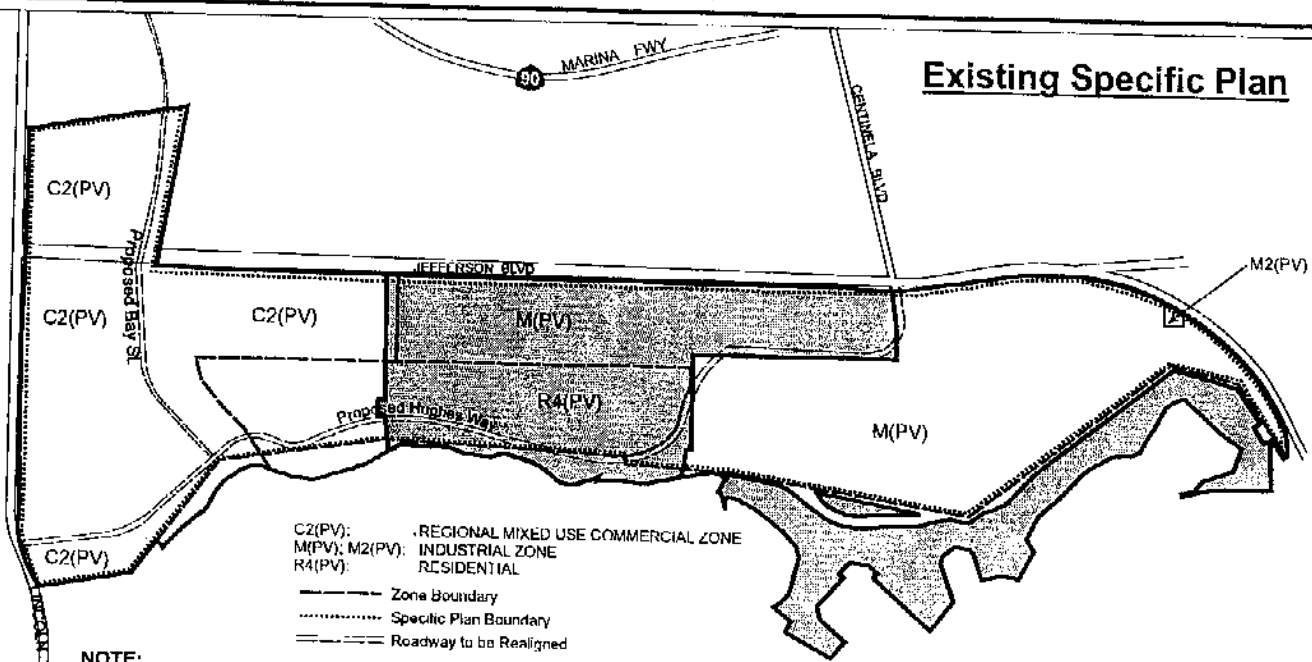 90
MARINA FWY
Existing Specific Plan
CENTINELA BLVD
C2(PV)
Proposed Bay St.
JEFFERSON BLVD
M2(PV)
C2(PV)
C2(PV)
M(PV)
R4(PV)
Proposed Hughes Way
M(PV)
C2(PV)
C2(PV): REGIONAL MIXED USE COMMERCIAL ZONE
M(PV); M2(PV): INDUSTRIAL ZONE
R4(PV): RESIDENTIAL
Zone Boundary
Specific Plan Boundary
Roadway to be Realigned
LINCOLN
NOTE: